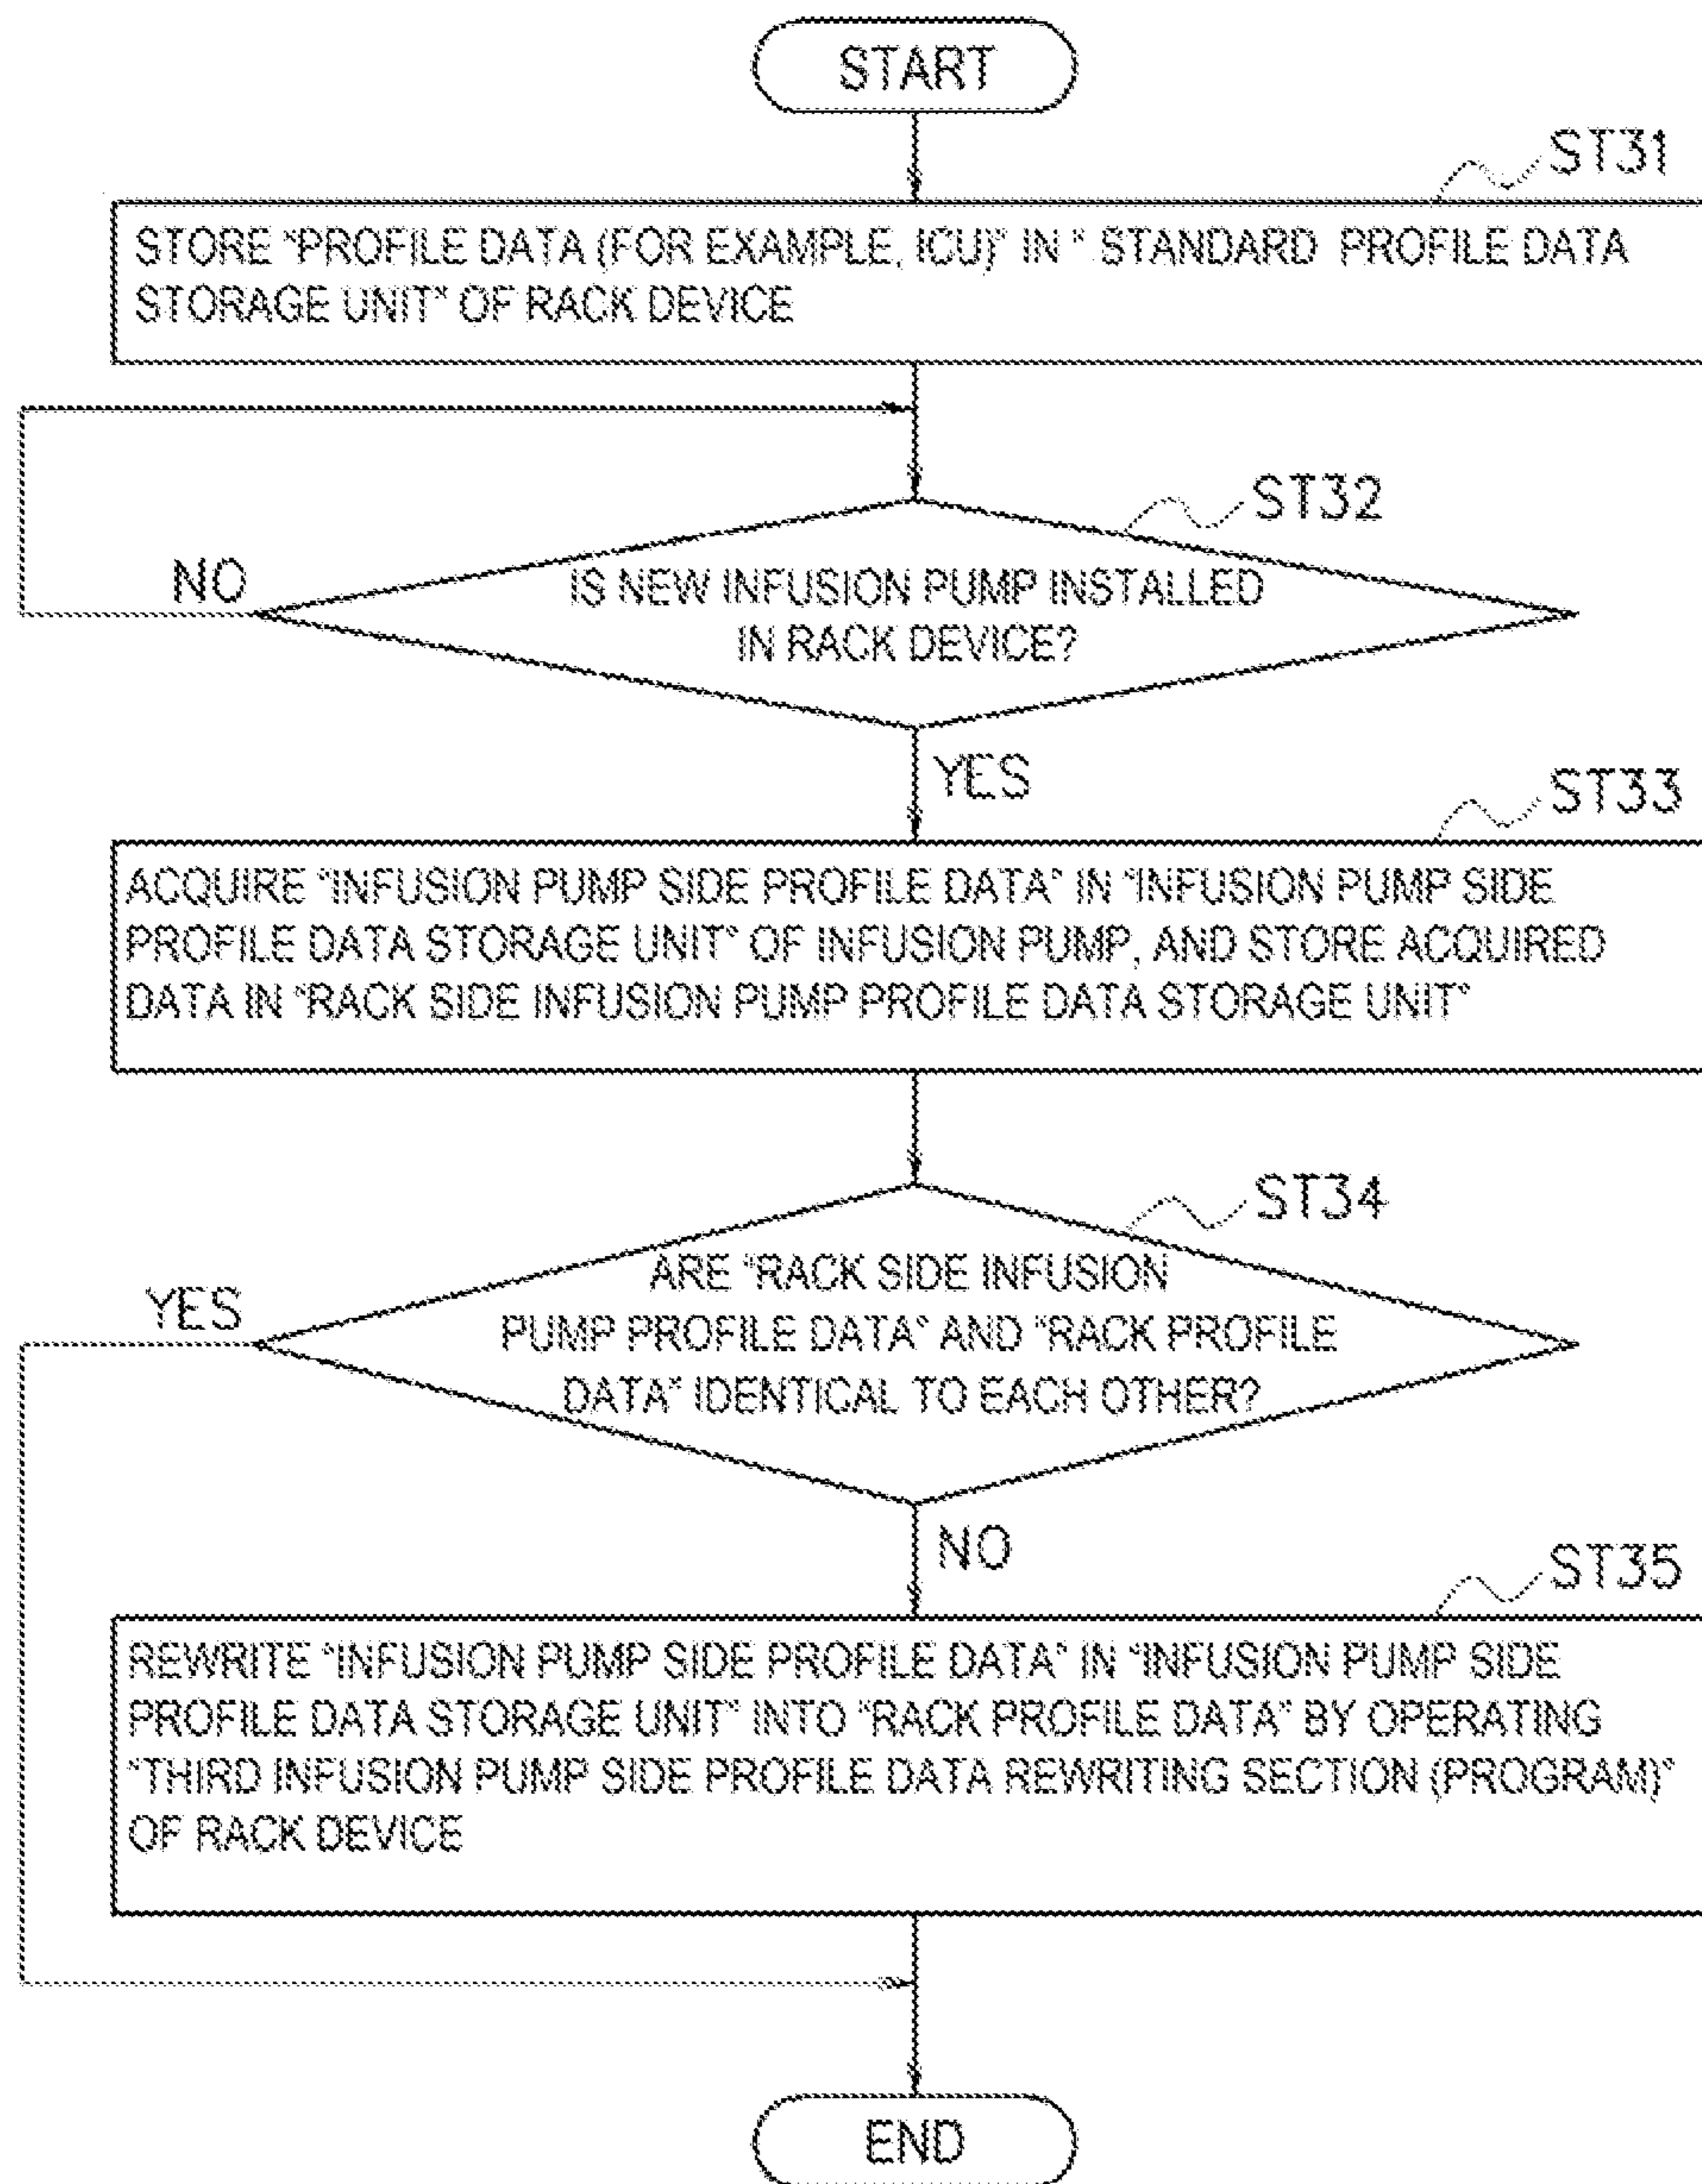 START
ST31
STORE "PROFILE DATA (FOR EXAMPLE, ICU)" IN " STANDARD PROFILE DATA
STORAGE UNIT" OF RACK DEVICE
ST32
NO
IS NEW INFUSION PUMP INSTALLED
IN RACK DEVICE?
YES
ST33
ACQUIRE "INFUSION PUMP SIDE PROFILE DATA" IN "INFUSION PUMP SIDE
PROFILE DATA STORAGE UNIT" OF INFUSION PUMP, AND STORE ACQUIRED
DATA IN "RACK SIDE INFUSION PUMP PROFILE DATA STORAGE UNIT"
ST34
ARE "RACK SIDE INFUSION
YES
PUMP PROFILE DATA" AND "RACK PROFILE
DATA" IDENTICAL TO EACH OTHER?
NO
ST35
REWRITE "INFUSION PUMP SIDE PROFILE DATA" IN "INFUSION PUMP SIDE
PROFILE DATA STORAGE UNIT" INTO "RACK PROFILE DATA" BY OPERATING
"THIRD INFUSION PUMP SIDE PROFILE DATA REWRITING SECTION (PROGRAM)"
OF RACK DEVICE
END